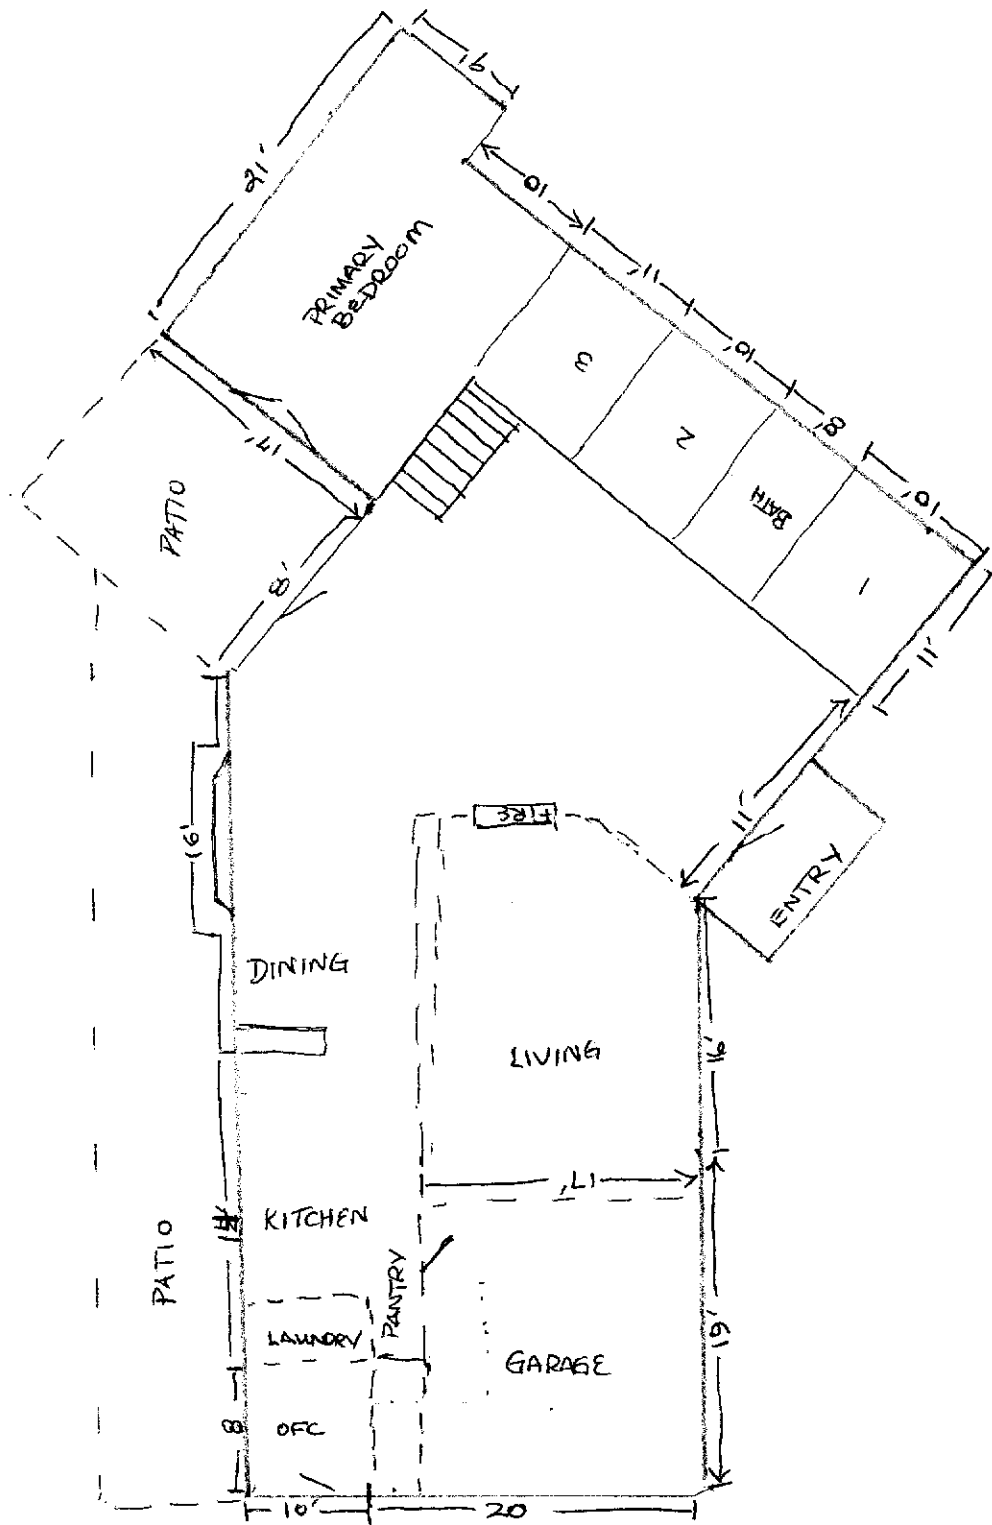 9'
21'
PRIMARY
BEDROOM
10
11'
10'
8'
10'
11'
3
2
BATH
1
PATIO
17'
8'
FIRE
11'
ENTRY
16'
DINING
LIVING
16'
17'
KITCHEN
PATIO
PANTRY
LAUNDRY
GARAGE
19'
8
OFC
10'
20